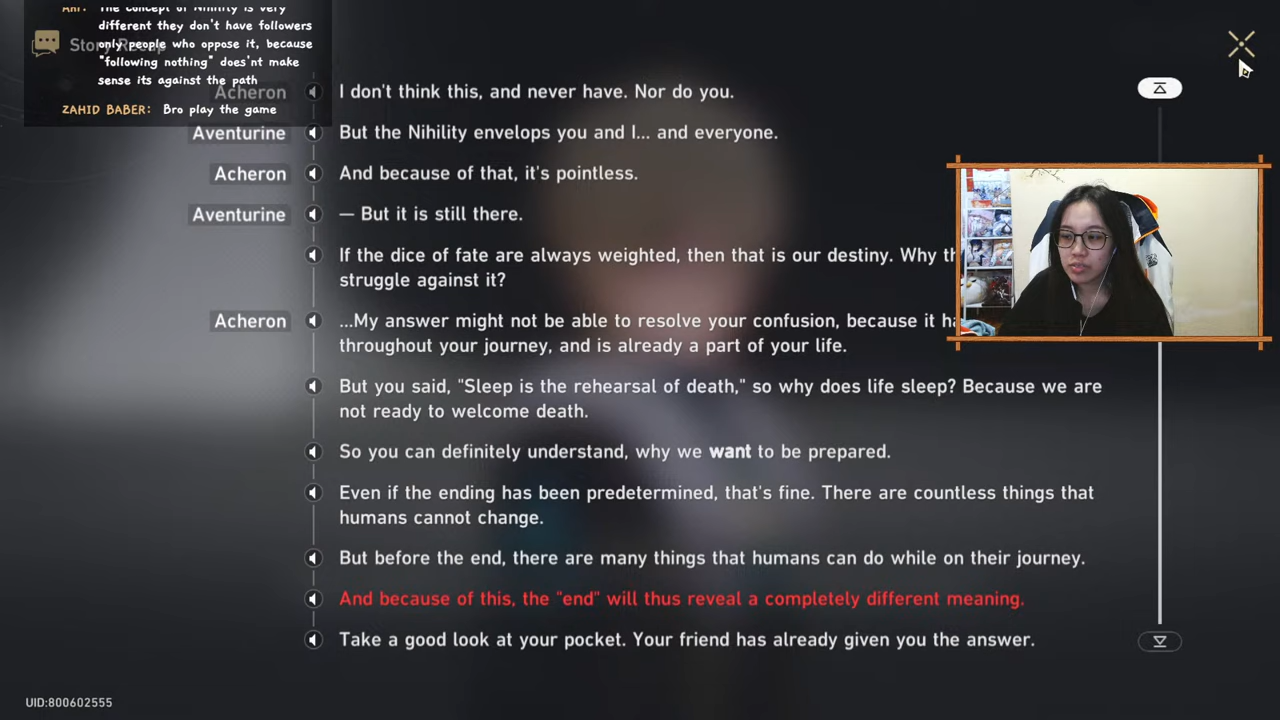 Ahr: The concept of Nihility is very
different they don't have followers
only people who oppose it, because
"following nothing" does'nt make
sense its against the path
ZAHID BABER: Bro play the game
Story Recap
Acheron I don't think this, and never have. Nor do you.
Aventurine But the Nihility envelops you and I... and everyone.
Acheron And because of that, it's pointless.
Aventurine — But it is still there.
If the dice of fate are always weighted, then that is our destiny. Why
struggle against it?
Acheron ...My answer might not be able to resolve your confusion, because it
throughout your journey, and is already a part of your life.
But you said, "Sleep is the rehearsal of death," so why does life sleep? Because we are
not ready to welcome death.
So you can definitely understand, why we want to be prepared.
Even if the ending has been predetermined, that's fine. There are countless things that
humans cannot change.
But before the end, there are many things that humans can do while on their journey.
And because of this, the "end" will thus reveal a completely different meaning.
Take a good look at your pocket. Your friend has already given you the answer.
UID:800602555